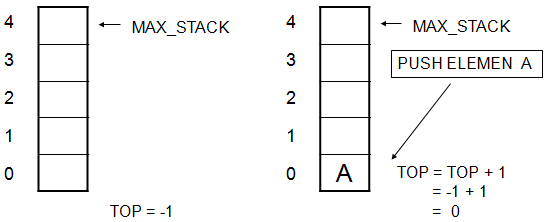 4
MAX_STACK
3
2
1
0
TOP = -1
4
MAX_STACK
3
PUSH ELEMEN A
2
1
0
A
TOP = TOP + 1
= -1 + 1
= 0